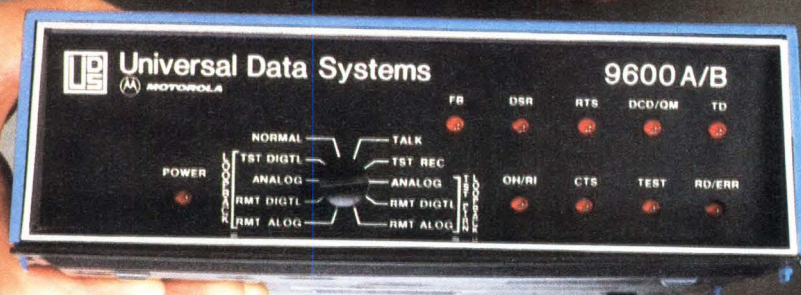 UDS
Universal Data Systems
MOTOROLA
9600 A/B
FB DSR RTS DCD/QM TD
NORMAL TALK
TST DIGTL TST REC
ANALOG ANALOG
RMT DIGTL RMT DIGTL
RMT ALOG RMT ALOG
LOOPBACK
TST PTRN
LOOPBACK
POWER
OH/RI CTS TEST RD/ERR